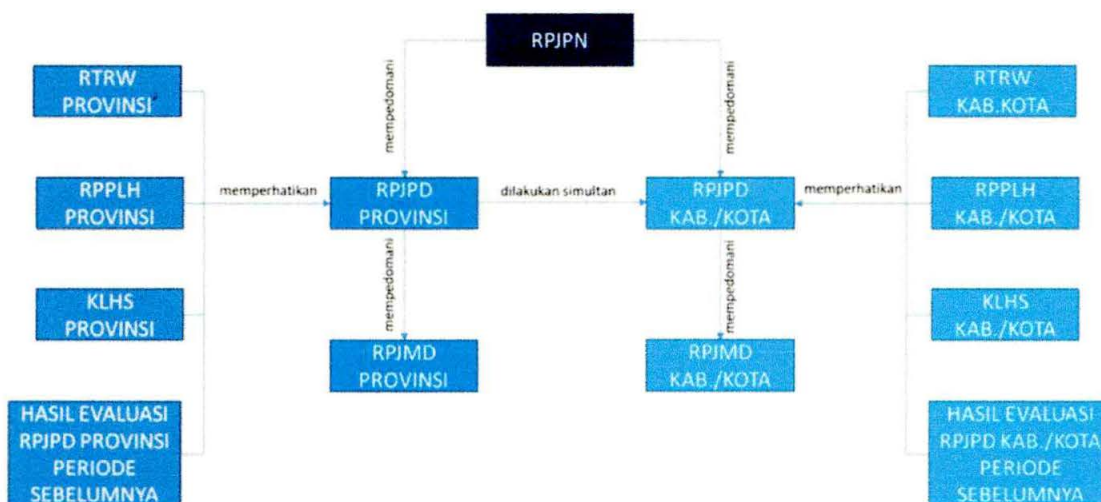 RPJPN
mempedomani
mempedomani
RTRW
PROVINSI
RTRW
KAB.KOTA
RPPLH
PROVINSI
memperhatikan
RPJPD
PROVINSI
dilakukan simultan
RPJPD
KAB./KOTA
memperhatikan
RPPLH
KAB./KOTA
mempedomani
mempedomani
KLHS
PROVINSI
RPJMD
PROVINSI
RPJMD
KAB./KOTA
KLHS
KAB./KOTA
HASIL EVALUASI
RPJPD PROVINSI
PERIODE
SEBELUMNYA
HASIL EVALUASI
RPJPD KAB./KOTA
PERIODE
SEBELUMNYA